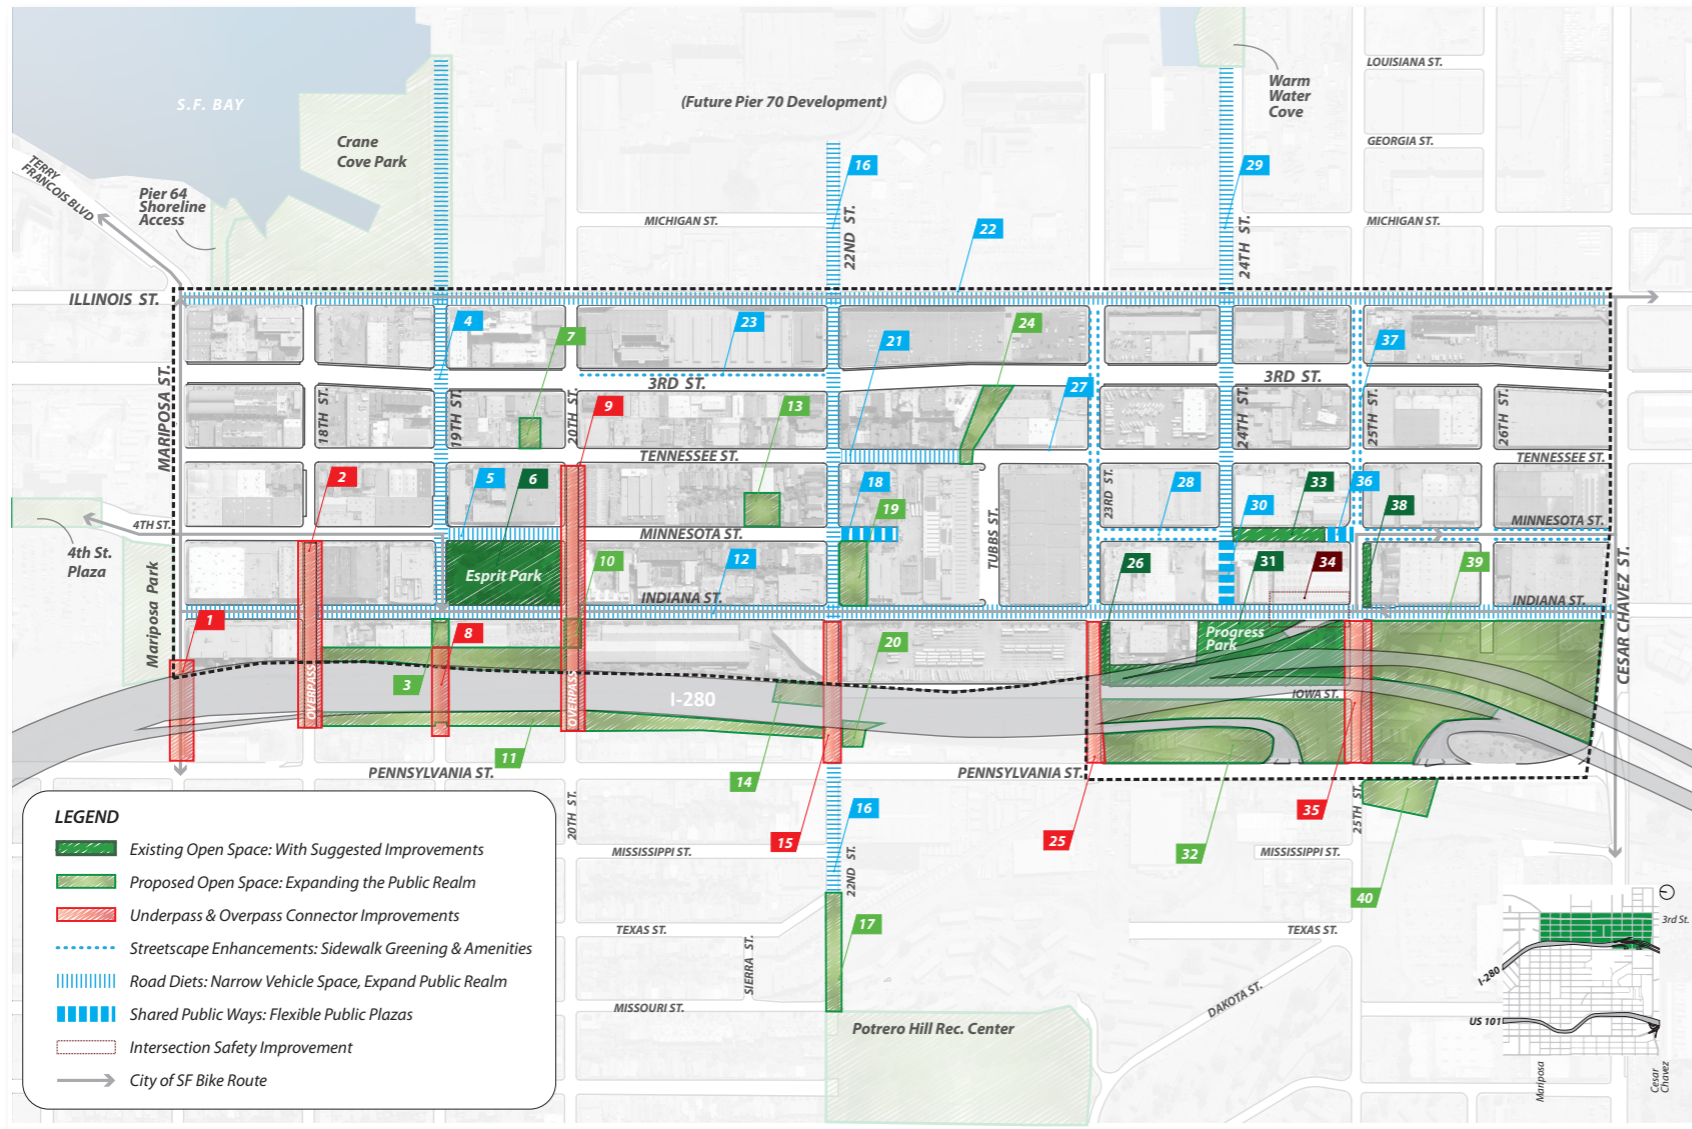 LOUISIANA ST.
S.F. BAY
(Future Pier 70 Development)
Warm
Water
Cove
Crane
Cove Park
GEORGIA ST.
TERRY
FRANCOIS BLVD
Pier 64
Shoreline
Access
16
29
MICHIGAN ST.
MICHIGAN ST.
22
22ND ST.
24TH ST.
ILLINOIS ST.
4
7
23
21
24
37
MARIPOSA ST.
3RD ST.
3RD ST.
27
18TH ST.
19TH ST.
20TH ST.
9
13
24TH ST.
25TH ST.
26TH ST.
TENNESSEE ST.
TENNESSEE ST.
2
5
6
18
19
23RD ST.
28
33
36
30
38
4TH ST.
MINNESOTA ST.
MINNESOTA ST.
4th St.
Plaza
TUBBS ST.
Esprit Park
10
12
26
31
34
39
INDIANA ST.
INDIANA ST.
CESAR CHAVEZ ST.
Mariposa Park
1
8
20
Progress
Park
3
OVERPASS
OVERPASS
I-280
IOWA ST.
11
PENNSYLVANIA ST.
14
PENNSYLVANIA ST.
16
15
25
35
32
40
20TH ST.
22ND ST.
25TH ST.
MISSISSIPPI ST.
MISSISSIPPI ST.
17
TEXAS ST.
TEXAS ST.
SIERRA ST.
MISSOURI ST.
DAKOTA ST.
Potrero Hill Rec. Center
LEGEND
Existing Open Space: With Suggested Improvements
Proposed Open Space: Expanding the Public Realm
Underpass & Overpass Connector Improvements
Streetscape Enhancements: Sidewalk Greening & Amenities
Road Diets: Narrow Vehicle Space, Expand Public Realm
Shared Public Ways: Flexible Public Plazas
Intersection Safety Improvement
City of SF Bike Route
3rd St.
I-280
US 101
Mariposa
Cesar
Chavez